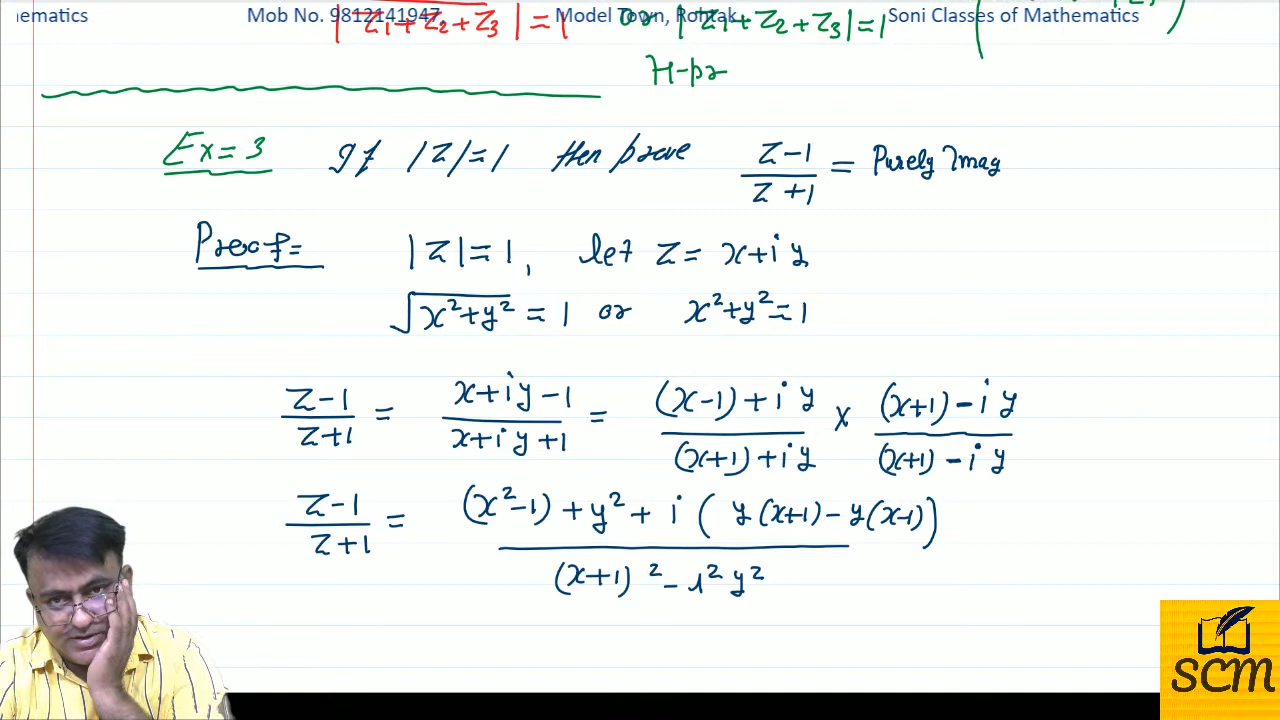 nematics Mob No. 9812141947, Model Town, Rohtak Soni Classes of Mathematics
|Z₁+Z₂+Z₃| = 1 or |Z₁+Z₂+Z₃|=1
H-pr
Ex=3 If |Z|=1 then prove (Z-1)/(Z+1) = Purely Imag
Proof= |Z|=1, let Z= x+iy
√(x²+y²) = 1 or x²+y²=1
(Z-1)/(Z+1) = (x+iy-1)/(x+iy+1) = ((x-1)+iy)/((x+1)+iy) × ((x+1)-iy)/((x+1)-iy)
(Z-1)/(Z+1) = ((x²-1)+y²+i(y(x+1)-y(x-1)))/((x+1)²-i²y²)
SCM